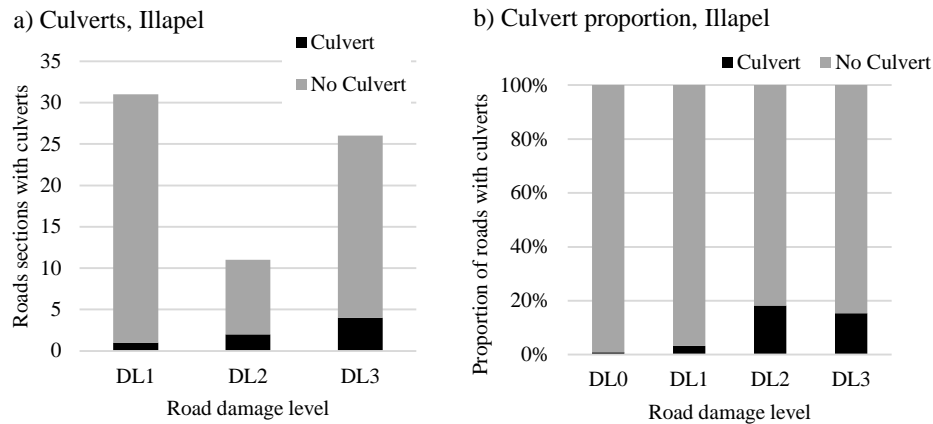 a) Culverts, Illapel
Culvert
No Culvert
35
30
25
20
15
10
5
0
Roads sections with culverts
DL1 DL2 DL3
Road damage level
b) Culvert proportion, Illapel
Culvert No Culvert
100%
80%
60%
40%
20%
0%
Proportion of roads with culverts
DL0 DL1 DL2 DL3
Road damage level